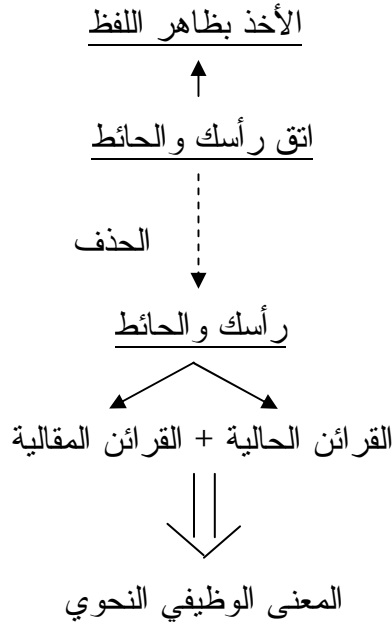 الأخذ بظاهر اللفظ
اتق رأسك والحائط
الحذف
رأسك والحائط
القرائن الحالية + القرائن المقالية
المعنى الوظيفي النحوي